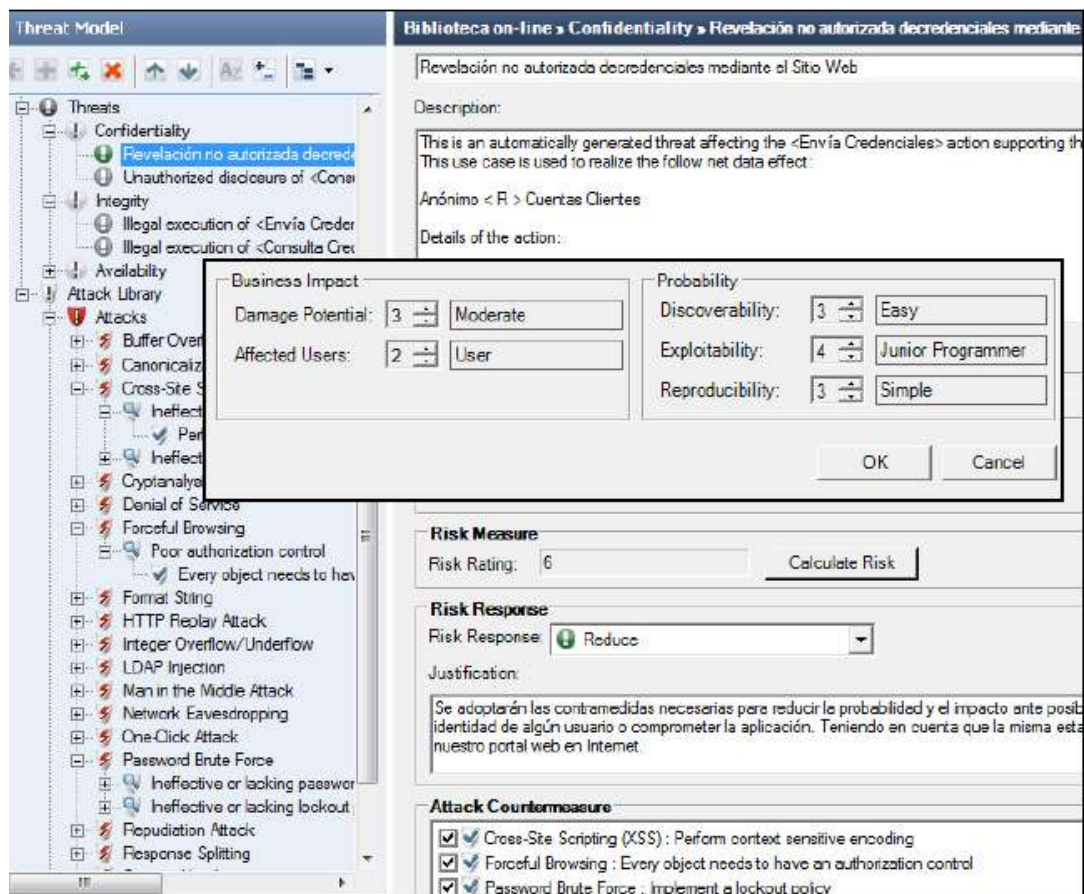 Threat Model
Threats
Confidentiality
Revelación no autorizada decrede
Unauthorized disclosure of <Consu
Integrity
Illegal execution of <Envía Creden
Illegal execution of <Consulta Cred
Availability
Attack Library
Attacks
Buffer Over
Canonicaliz
Cross-Site S
Ineffect
Per
Ineffect
Cryptanalys
Denial of Service
Forceful Browsing
Poor authorization control
Every object needs to hav
Format String
HTTP Replay Attack
Integer Overflow/Underflow
LDAP Injection
Man in the Middle Attack
Network Eavesdropping
One-Click Attack
Password Brute Force
Ineffective or lacking passwor
Ineffective or lacking lockout
Repudiation Attack
Response Splitting
Biblioteca on-line » Confidentiality » Revelación no autorizada decredenciales mediante
Revelación no autorizada decredenciales mediante el Sitio Web
Description:
This is an automatically generated threat affecting the <Envía Credenciales> action supporting th
This use case is used to realize the follow net data effect:
Anónimo < R > Cuentas Clientes
Details of the action:
Business Impact
Damage Potential: 3 Moderate
Affected Users: 2 User
Probability
Discoverability: 3 Easy
Exploitability: 4 Junior Programmer
Reproducibility: 3 Simple
OK Cancel
Risk Measure
Risk Rating: 6 Calculate Risk
Risk Response
Risk Response: Reduce
Justification:
Se adoptarán las contramedidas necesarias para reducir la probabilidad y el impacto ante posib
identidad de algún usuario o comprometer la aplicación. Teniendo en cuenta que la misma esta
nuestro portal web en Internet.
Attack Countermeasure
Cross-Site Scripting (XSS) : Perform context sensitive encoding
Forceful Browsing : Every object needs to have an authorization control
Password Brute Force : Implement a lockout policy